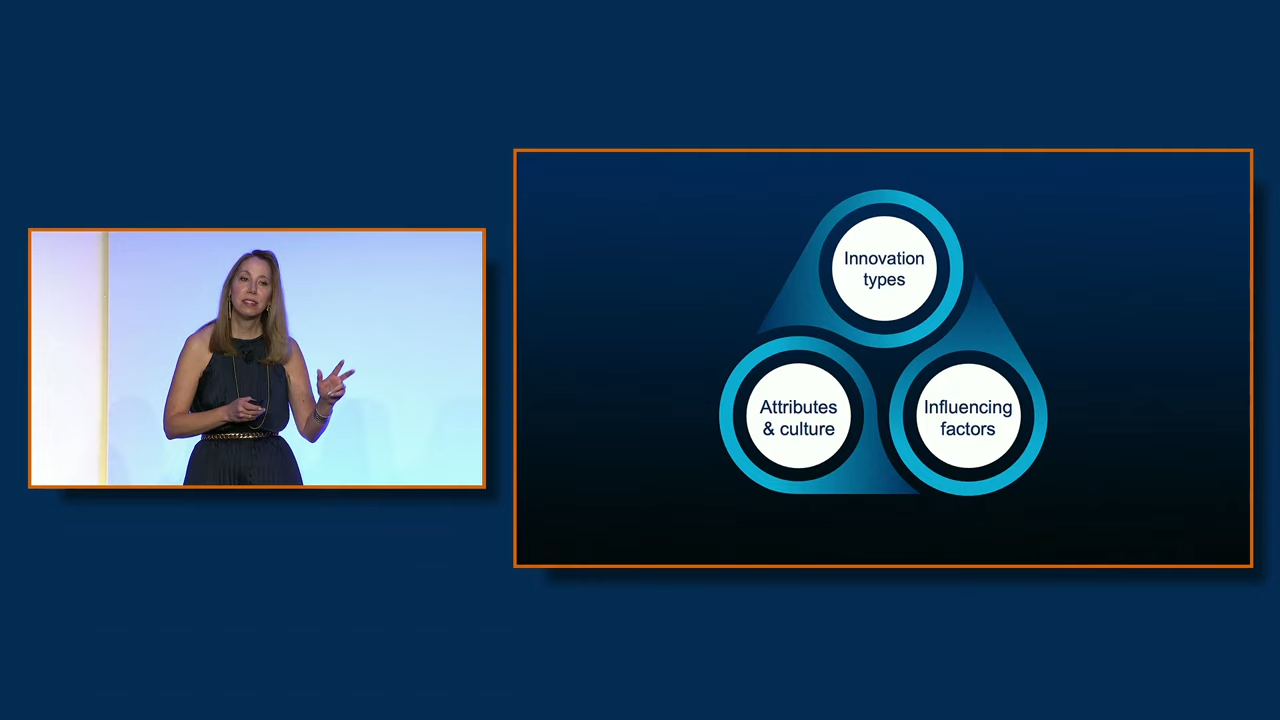 Innovation
types
Attributes
& culture
Influencing
factors